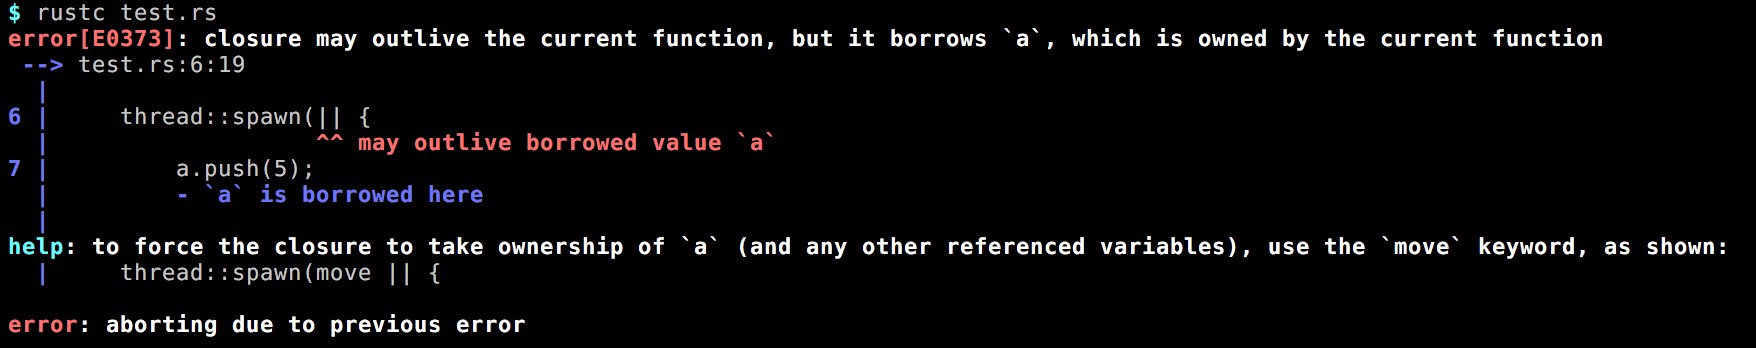 $ rustc test.rs
error[E0373]: closure may outlive the current function, but it borrows `a`, which is owned by the current function
 --> test.rs:6:19
  |
6 |     thread::spawn(|| {
  |                   ^^ may outlive borrowed value `a`
7 |         a.push(5);
  |         - `a` is borrowed here
  |
help: to force the closure to take ownership of `a` (and any other referenced variables), use the `move` keyword, as shown:
  |     thread::spawn(move || {

error: aborting due to previous error